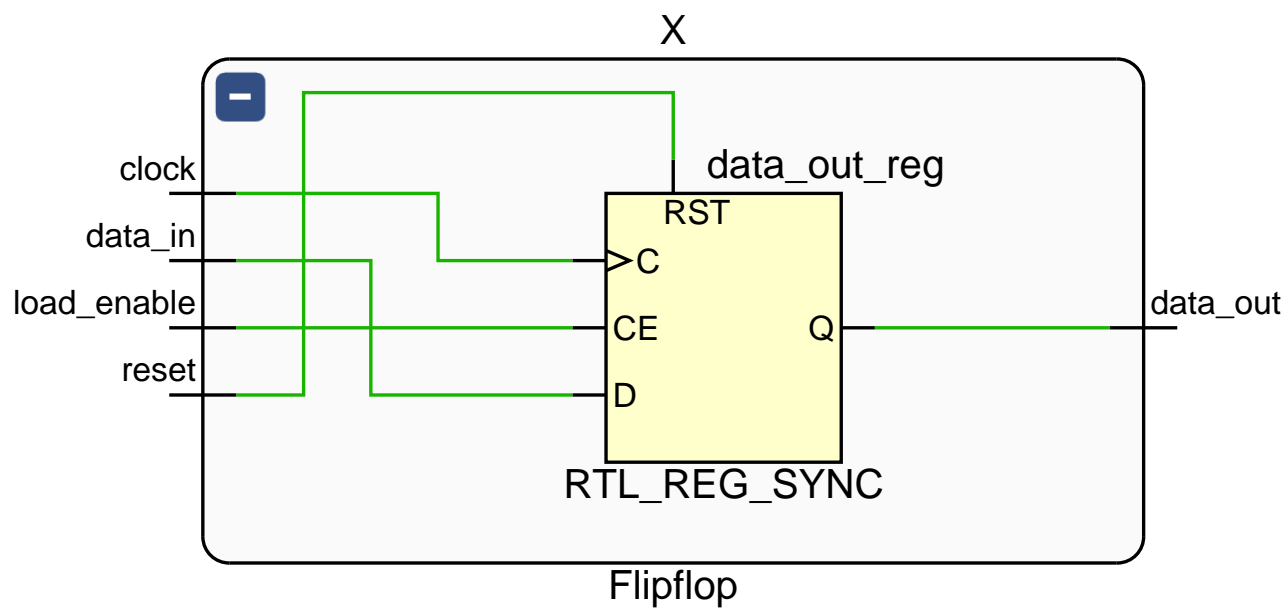 X
clock
data_in
load_enable
reset
data_out_reg
RST
C
CE
D
Q
RTL_REG_SYNC
data_out
Flipflop